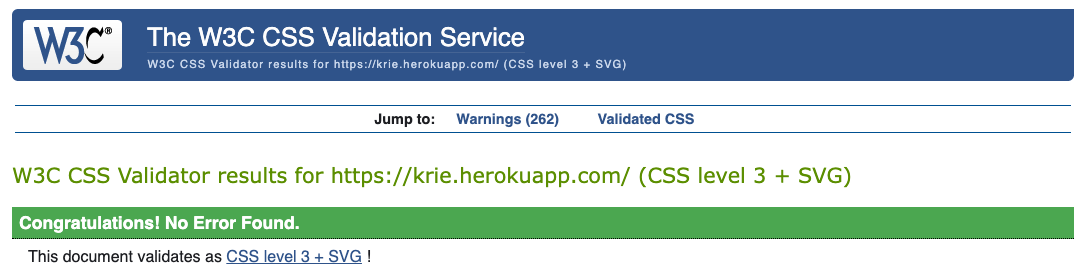 W3C®
The W3C CSS Validation Service
W3C CSS Validator results for https://krie.herokuapp.com/ (CSS level 3 + SVG)
Jump to: Warnings (262) Validated CSS
W3C CSS Validator results for https://krie.herokuapp.com/ (CSS level 3 + SVG)
Congratulations! No Error Found.
This document validates as CSS level 3 + SVG !